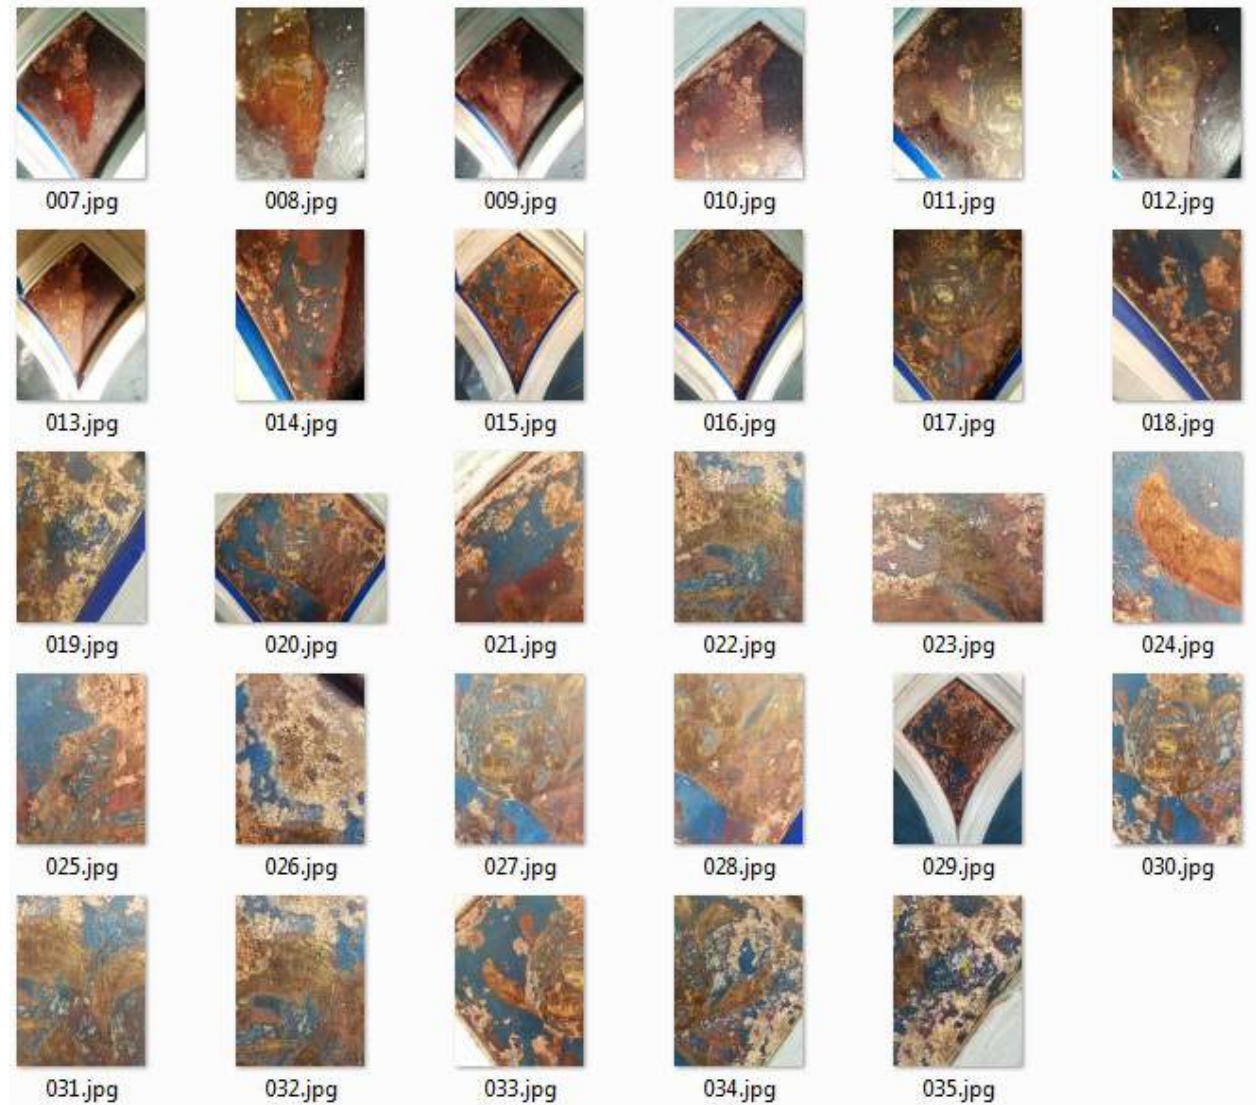 007.jpg 008.jpg 009.jpg 010.jpg 011.jpg 012.jpg
013.jpg 014.jpg 015.jpg 016.jpg 017.jpg 018.jpg
019.jpg 020.jpg 021.jpg 022.jpg 023.jpg 024.jpg
025.jpg 026.jpg 027.jpg 028.jpg 029.jpg 030.jpg
031.jpg 032.jpg 033.jpg 034.jpg 035.jpg